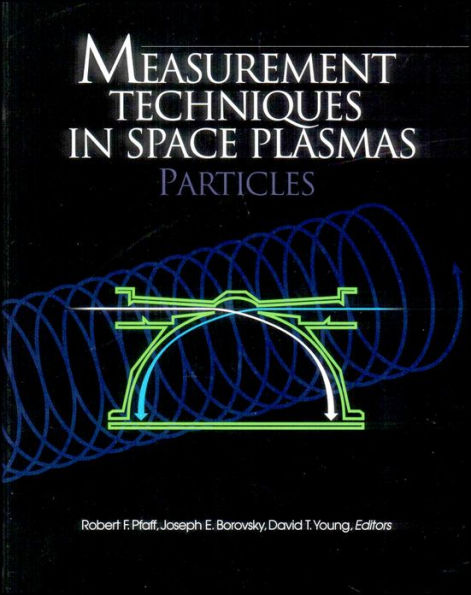 MEASUREMENT
TECHNIQUES
IN SPACE PLASMAS
PARTICLES
Robert F. Pfaff, Joseph E. Borovsky, David T. Young, Editors